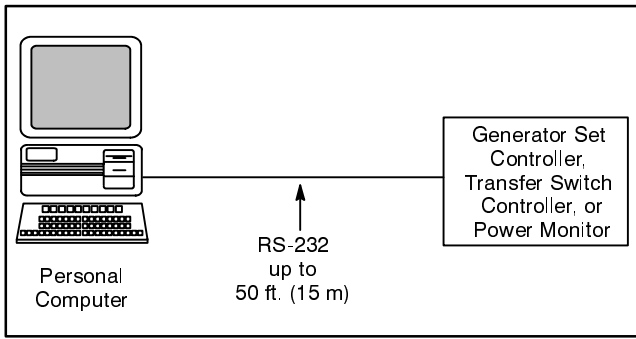 Personal
Computer
RS-232
up to
50 ft. (15 m)
Generator Set
Controller,
Transfer Switch
Controller, or
Power Monitor